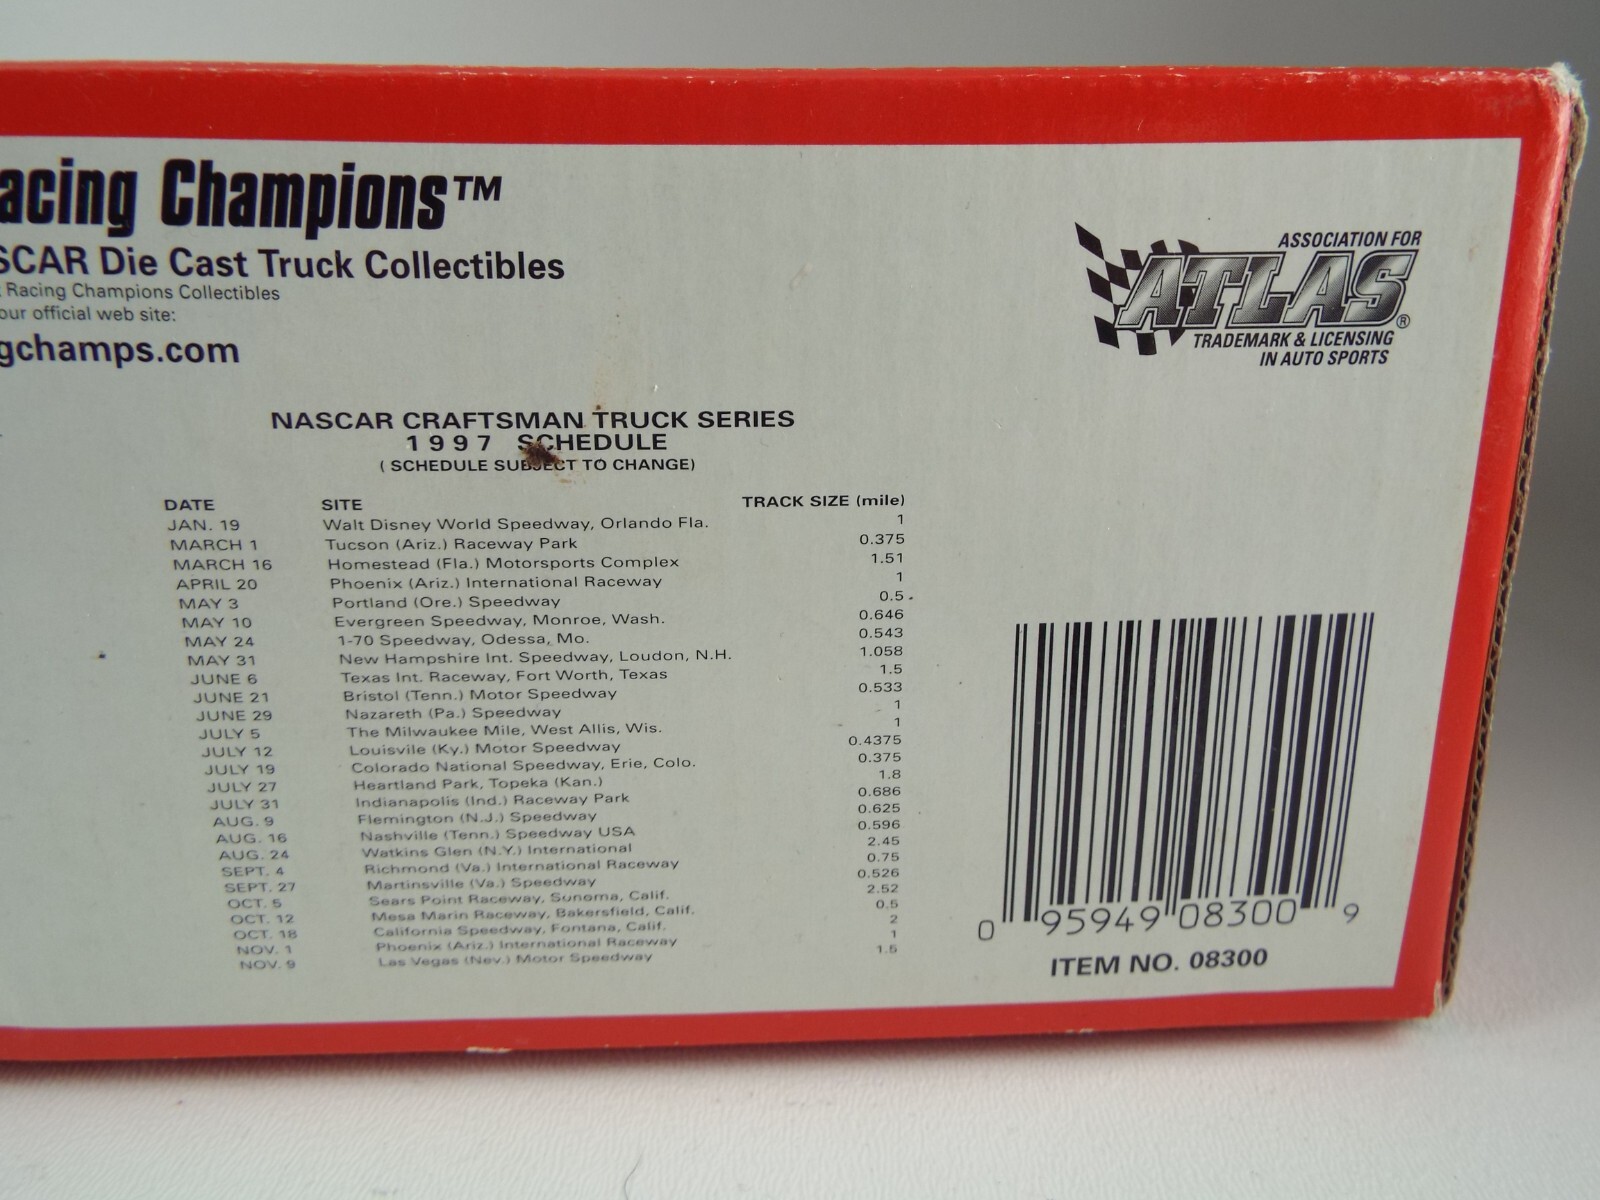 acing Champions™
SCAR Die Cast Truck Collectibles
Racing Champions Collectibles
our official web site:
gchamps.com
ASSOCIATION FOR
ATLAS®
TRADEMARK & LICENSING
IN AUTO SPORTS
NASCAR CRAFTSMAN TRUCK SERIES
1997 SCHEDULE
( SCHEDULE SUBJECT TO CHANGE)
DATE SITE TRACK SIZE (mile)
JAN. 19 Walt Disney World Speedway, Orlando Fla. 1
MARCH 1 Tucson (Ariz.) Raceway Park 0.375
MARCH 16 Homestead (Fla.) Motorsports Complex 1.51
APRIL 20 Phoenix (Ariz.) International Raceway 1
MAY 3 Portland (Ore.) Speedway 0.5
MAY 10 Evergreen Speedway, Monroe, Wash. 0.646
MAY 24 1-70 Speedway, Odessa, Mo. 0.543
MAY 31 New Hampshire Int. Speedway, Loudon, N.H. 1.058
JUNE 6 Texas Int. Raceway, Fort Worth, Texas 1.5
JUNE 21 Bristol (Tenn.) Motor Speedway 0.533
JUNE 29 Nazareth (Pa.) Speedway 1
JULY 5 The Milwaukee Mile, West Allis, Wis. 1
JULY 12 Louisvile (Ky.) Motor Speedway 0.4375
JULY 19 Colorado National Speedway, Erie, Colo. 0.375
JULY 27 Heartland Park, Topeka (Kan.) 1.8
JULY 31 Indianapolis (Ind.) Raceway Park 0.686
AUG. 9 Flemington (N.J.) Speedway 0.625
AUG. 16 Nashville (Tenn.) Speedway USA 0.596
AUG. 24 Watkins Glen (N.Y.) International 2.45
SEPT. 4 Richmond (Va.) International Raceway 0.75
SEPT. 27 Martinsville (Va.) Speedway 0.526
OCT. 5 Sears Point Raceway, Sunoma, Calif. 2.52
OCT. 12 Mesa Marin Raceway, Bakersfield, Calif. 0.5
OCT. 18 California Speedway, Fontana, Calif. 2
NOV. 1 Phoenix (Ariz.) International Raceway 1
NOV. 9 Las Vegas (Nev.) Motor Speedway 1.5
0 95949 08300 9
ITEM NO. 08300